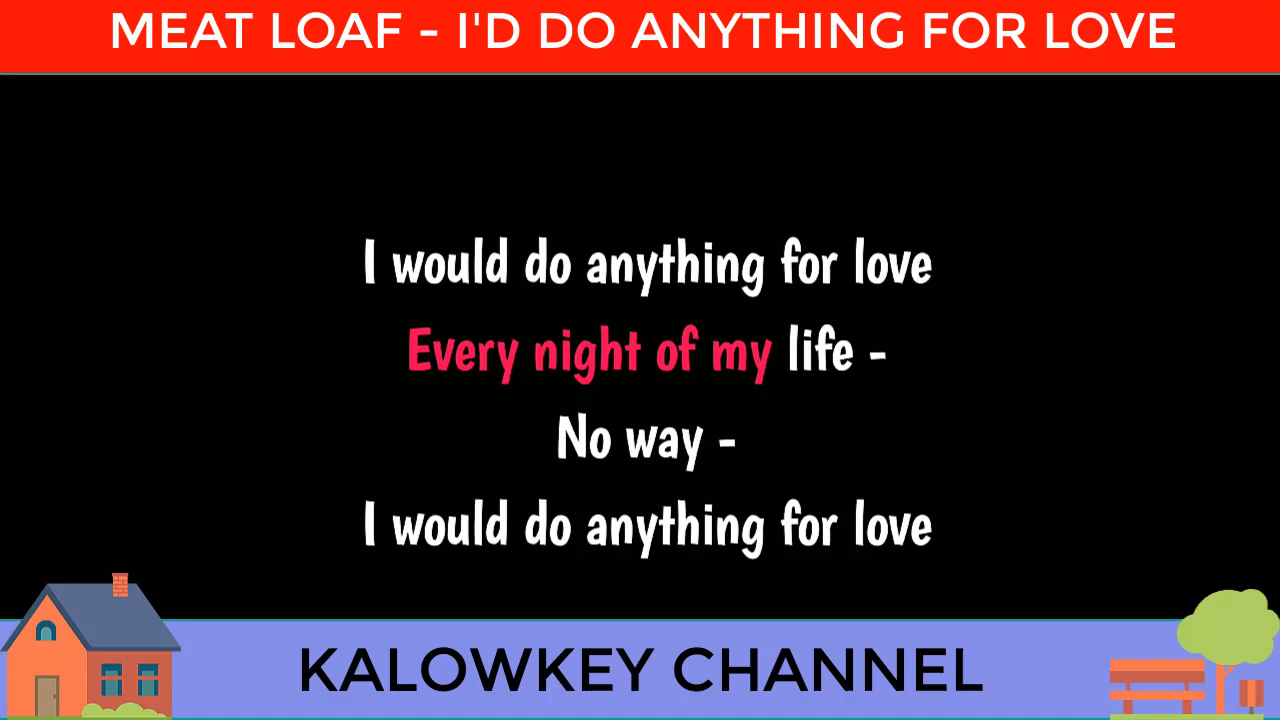 MEAT LOAF - I'D DO ANYTHING FOR LOVE
I would do anything for love
Every night of my life -
No way -
I would do anything for love
KALOWKEY CHANNEL